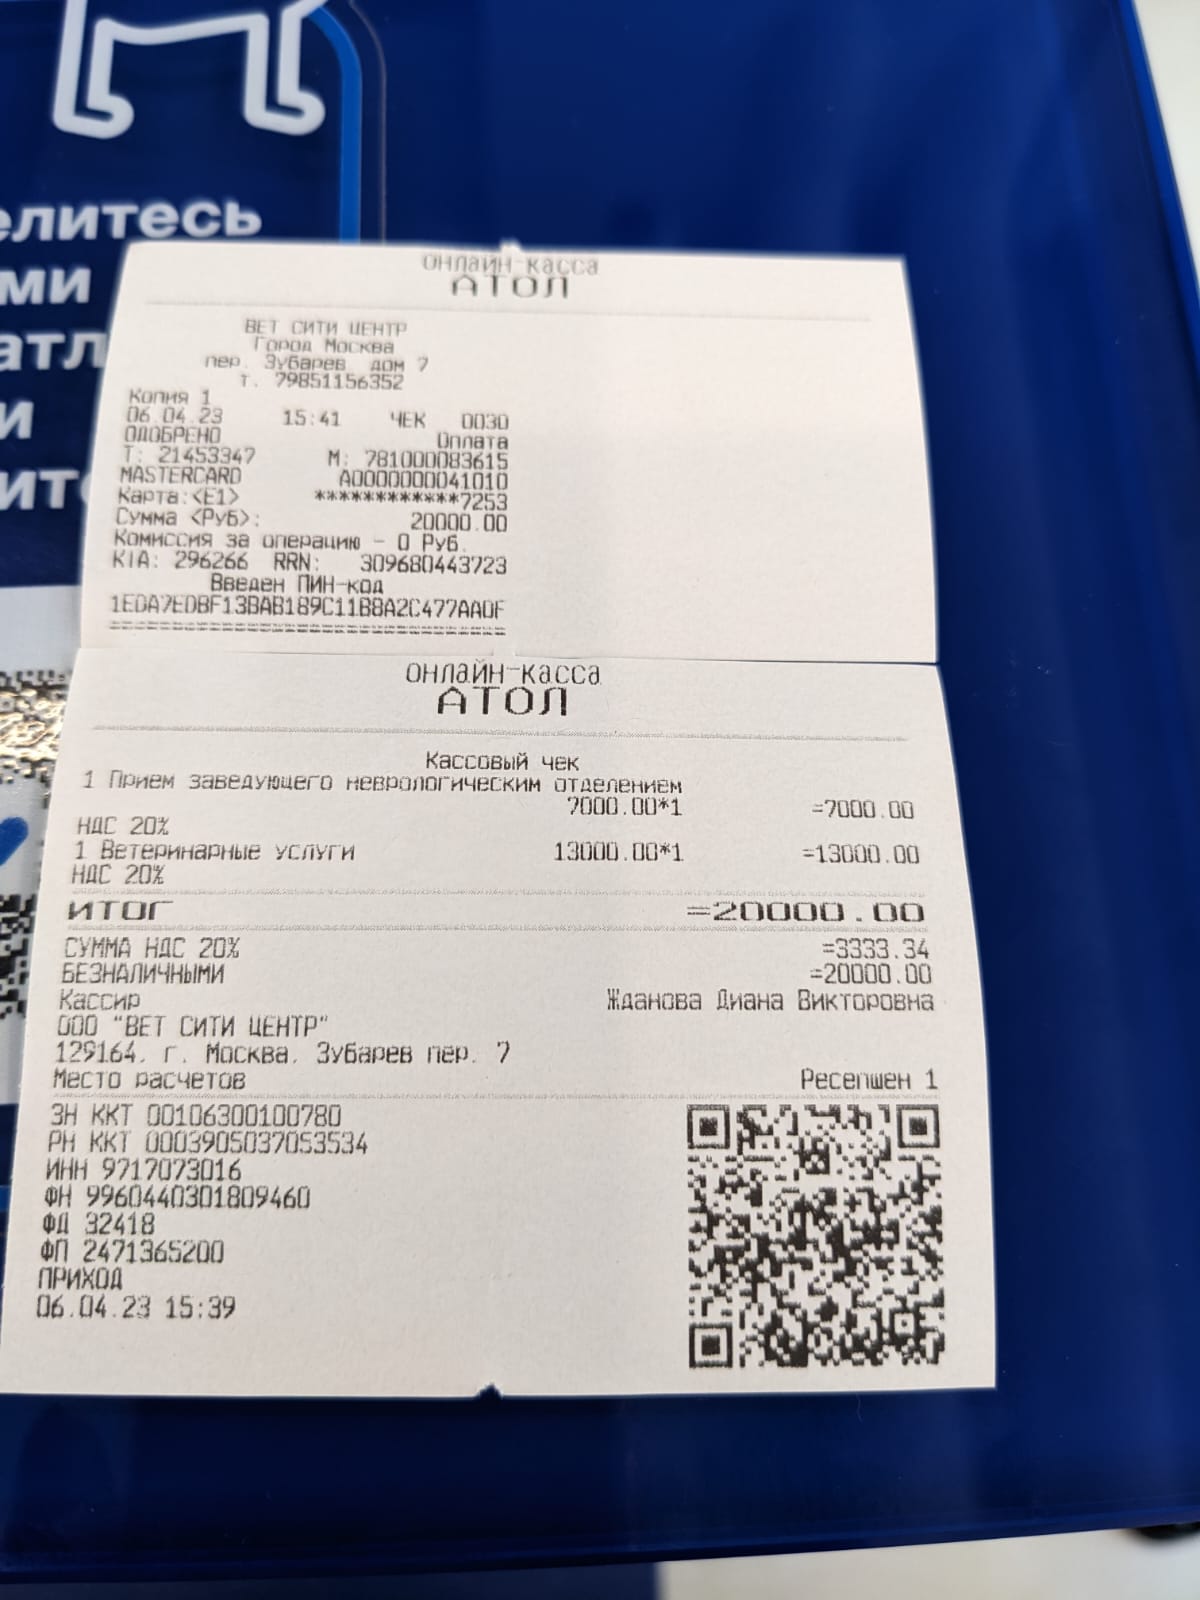 елитесь
ми
атл
и
ит
ОНЛАЙН-КАССА
АТОЛ
ВЕТ СИТИ ЦЕНТР
Город Москва
пер. Зубарев дом 7
т. 79851156352
Копия 1
06.04.23 15:41 ЧЕК 0030
ОДОБРЕНО Оплата
Т: 21453347 М: 781000083615
MASTERCARD A0000000041010
Карта:<E1> ************7253
Сумма <Руб>: 20000.00
Комиссия за операцию - 0 Руб.
KIA: 296266 RRN: 309680443723
Введен ПИН-код
1EDA7EDBF13BAB189C11B8A2C477AADF
ОНЛАЙН-КАССА
АТОЛ
Кассовый чек
1 Прием заведующего неврологическим отделением
7000.00*1 =7000.00
НДС 20%
1 Ветеринарные услуги 13000.00*1 =13000.00
НДС 20%
ИТОГ =20000.00
СУММА НДС 20% =3333.34
БЕЗНАЛИЧНЫМИ =20000.00
Кассир Жданова Диана Викторовна
ООО "ВЕТ СИТИ ЦЕНТР"
129164, г. Москва, Зубарев пер. 7
Место расчетов Ресепшен 1
ЗН ККТ 00106300100780
РН ККТ 0003905037053534
ИНН 9717073016
ФН 9960440301809460
ФД 32418
ФП 2471365200
ПРИХОД
06.04.23 15:39